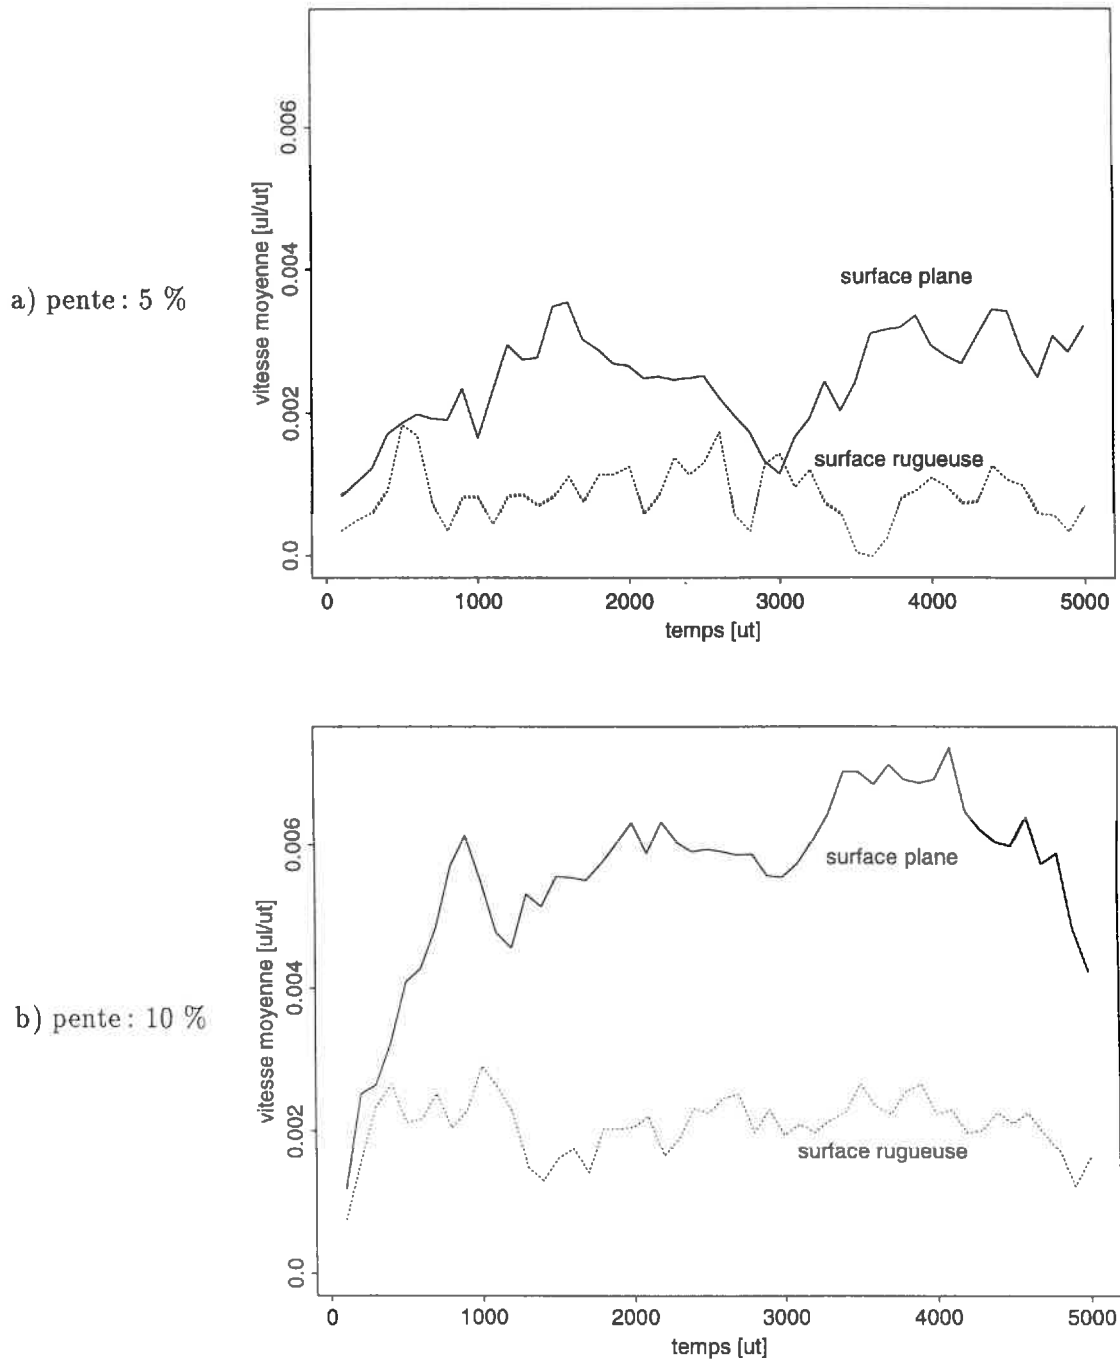 0.006
0.004
0.002
0.0
vitesse moyenne [ul/ut]
surface plane
surface rugueuse
a) pente : 5 %
0 1000 2000 3000 4000 5000
temps [ut]
0.006
0.004
0.002
0.0
vitesse moyenne [ul/ut]
surface plane
surface rugueuse
b) pente : 10 %
0 1000 2000 3000 4000 5000
temps [ut]